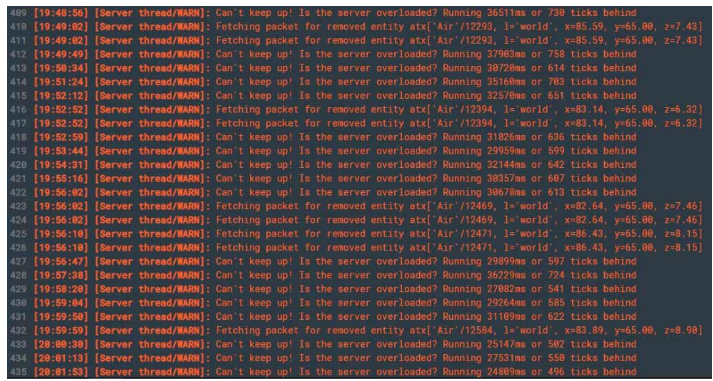 409 [19:48:56] [Server thread/WARN]: Can't keep up! Is the server overloaded? Running 36511ms or 730 ticks behind
410 [19:49:02] [Server thread/WARN]: Fetching packet for removed entity atx['Air'/12293, l='world', x=85.59, y=65.00, z=7.43]
411 [19:49:02] [Server thread/WARN]: Fetching packet for removed entity atx['Air'/12293, l='world', x=85.59, y=65.00, z=7.43]
412 [19:49:49] [Server thread/WARN]: Can't keep up! Is the server overloaded? Running 37903ms or 758 ticks behind
413 [19:50:34] [Server thread/WARN]: Can't keep up! Is the server overloaded? Running 30720ms or 614 ticks behind
414 [19:51:24] [Server thread/WARN]: Can't keep up! Is the server overloaded? Running 35160ms or 703 ticks behind
415 [19:52:12] [Server thread/WARN]: Can't keep up! Is the server overloaded? Running 32570ms or 651 ticks behind
416 [19:52:52] [Server thread/WARN]: Fetching packet for removed entity atx['Air'/12394, l='world', x=83.14, y=65.00, z=6.32]
417 [19:52:52] [Server thread/WARN]: Fetching packet for removed entity atx['Air'/12394, l='world', x=83.14, y=65.00, z=6.32]
418 [19:52:59] [Server thread/WARN]: Can't keep up! Is the server overloaded? Running 31826ms or 636 ticks behind
419 [19:53:44] [Server thread/WARN]: Can't keep up! Is the server overloaded? Running 29959ms or 599 ticks behind
420 [19:54:31] [Server thread/WARN]: Can't keep up! Is the server overloaded? Running 32144ms or 642 ticks behind
421 [19:55:16] [Server thread/WARN]: Can't keep up! Is the server overloaded? Running 30357ms or 607 ticks behind
422 [19:56:02] [Server thread/WARN]: Can't keep up! Is the server overloaded? Running 30678ms or 613 ticks behind
423 [19:56:02] [Server thread/WARN]: Fetching packet for removed entity atx['Air'/12469, l='world', x=82.64, y=65.00, z=7.46]
424 [19:56:02] [Server thread/WARN]: Fetching packet for removed entity atx['Air'/12469, l='world', x=82.64, y=65.00, z=7.46]
425 [19:56:10] [Server thread/WARN]: Fetching packet for removed entity atx['Air'/12471, l='world', x=86.43, y=65.00, z=8.15]
426 [19:56:10] [Server thread/WARN]: Fetching packet for removed entity atx['Air'/12471, l='world', x=86.43, y=65.00, z=8.15]
427 [19:56:47] [Server thread/WARN]: Can't keep up! Is the server overloaded? Running 29899ms or 597 ticks behind
428 [19:57:38] [Server thread/WARN]: Can't keep up! Is the server overloaded? Running 36229ms or 724 ticks behind
429 [19:58:20] [Server thread/WARN]: Can't keep up! Is the server overloaded? Running 27082ms or 541 ticks behind
430 [19:59:04] [Server thread/WARN]: Can't keep up! Is the server overloaded? Running 29264ms or 585 ticks behind
431 [19:59:50] [Server thread/WARN]: Can't keep up! Is the server overloaded? Running 31109ms or 622 ticks behind
432 [19:59:59] [Server thread/WARN]: Fetching packet for removed entity atx['Air'/12584, l='world', x=83.89, y=65.00, z=8.90]
433 [20:00:30] [Server thread/WARN]: Can't keep up! Is the server overloaded? Running 25147ms or 502 ticks behind
434 [20:01:13] [Server thread/WARN]: Can't keep up! Is the server overloaded? Running 27531ms or 550 ticks behind
435 [20:01:53] [Server thread/WARN]: Can't keep up! Is the server overloaded? Running 24809ms or 496 ticks behind